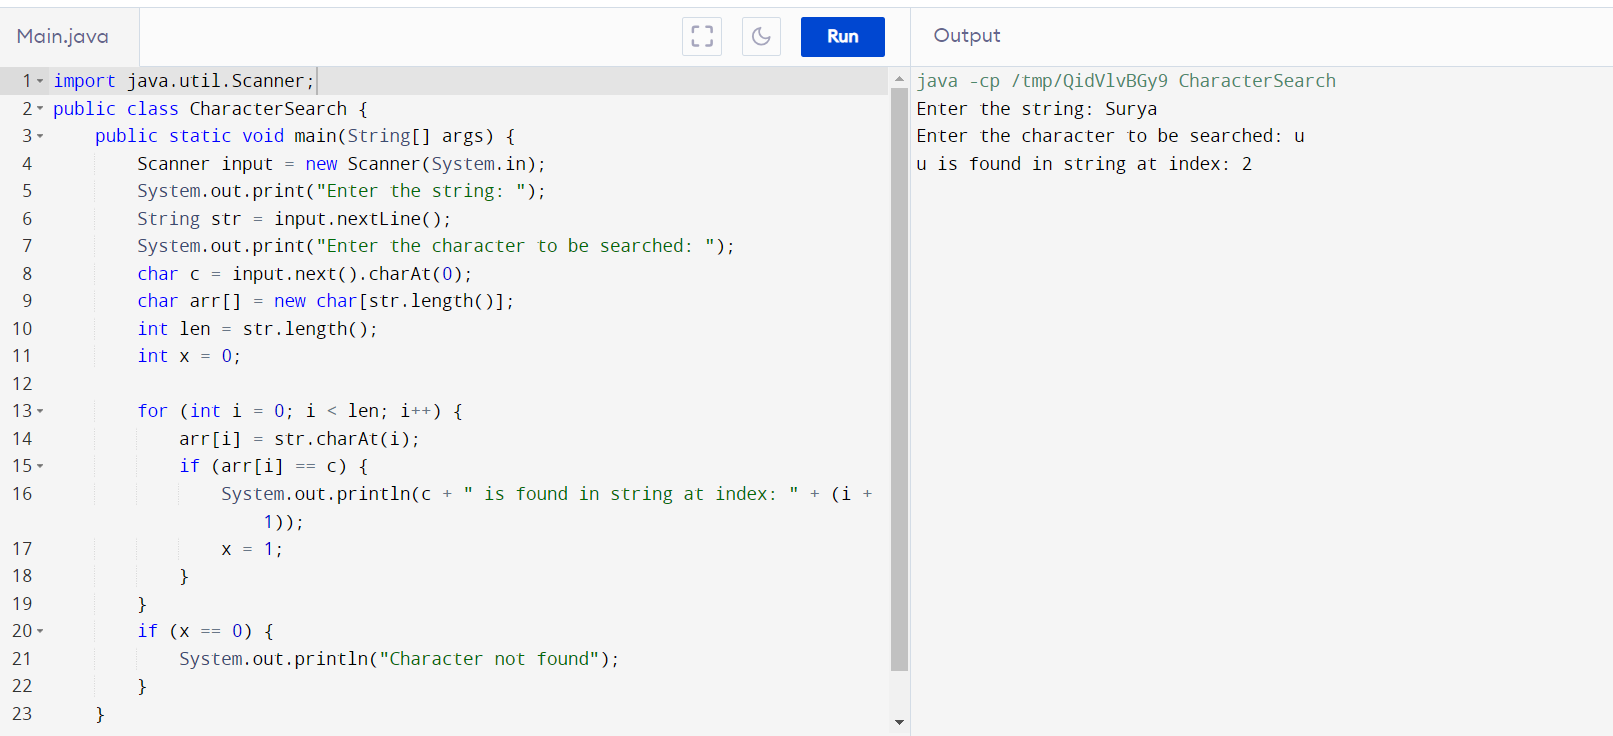 Main.java
Run
Output
1 import java.util.Scanner;
2 public class CharacterSearch {
3 public static void main(String[] args) {
4 Scanner input = new Scanner(System.in);
5 System.out.print("Enter the string: ");
6 String str = input.nextLine();
7 System.out.print("Enter the character to be searched: ");
8 char c = input.next().charAt(0);
9 char arr[] = new char[str.length()];
10 int len = str.length();
11 int x = 0;
12
13 for (int i = 0; i < len; i++) {
14 arr[i] = str.charAt(i);
15 if (arr[i] == c) {
16 System.out.println(c + " is found in string at index: " + (i +
1));
17 x = 1;
18 }
19 }
20 if (x == 0) {
21 System.out.println("Character not found");
22 }
23 }
java -cp /tmp/QidVlvBGy9 CharacterSearch
Enter the string: Surya
Enter the character to be searched: u
u is found in string at index: 2